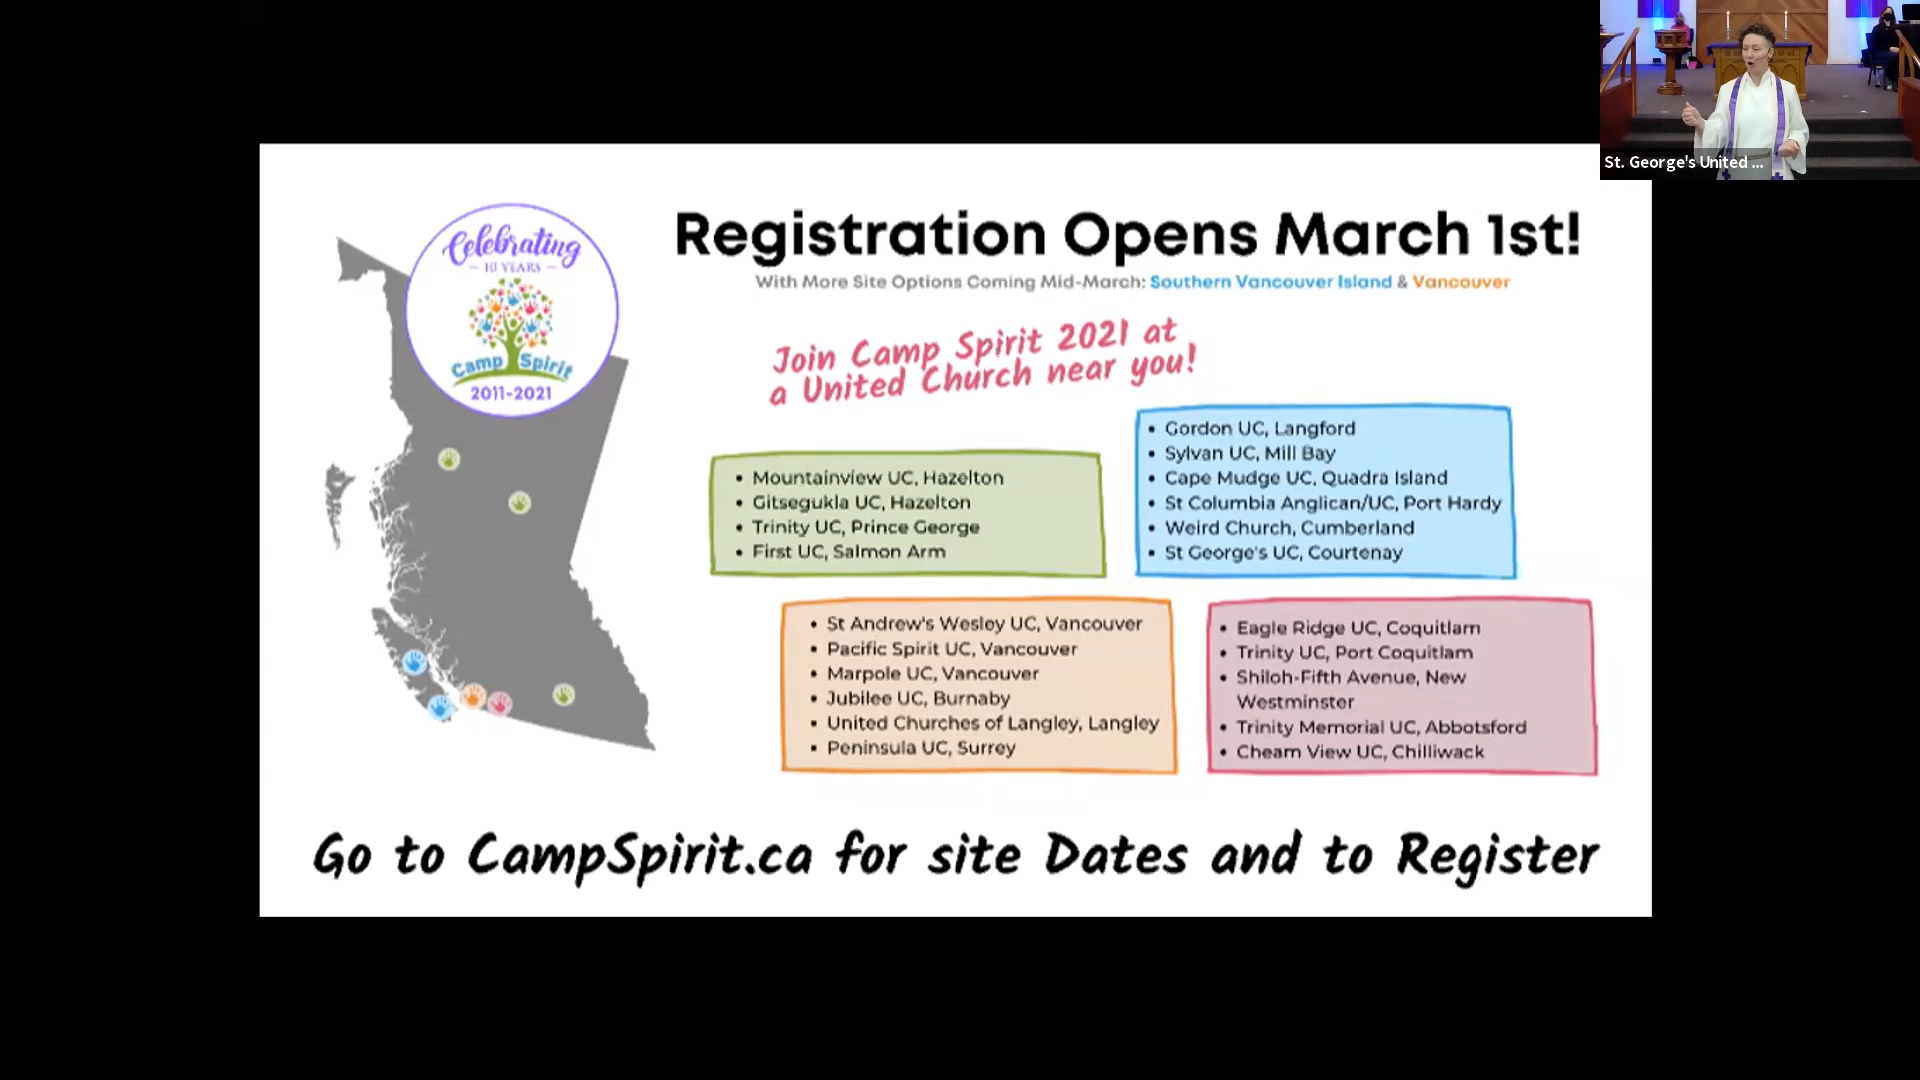 St. George's United ...
Celebrating
10 YEARS
Camp Spirit
2011-2021
Registration Opens March 1st!
With More Site Options Coming Mid-March: Southern Vancouver Island & Vancouver
Join Camp Spirit 2021 at
a United Church near you!
• Mountainview UC, Hazelton
• Gitsegukla UC, Hazelton
• Trinity UC, Prince George
• First UC, Salmon Arm
• Gordon UC, Langford
• Sylvan UC, Mill Bay
• Cape Mudge UC, Quadra Island
• St Columbia Anglican/UC, Port Hardy
• Weird Church, Cumberland
• St George's UC, Courtenay
• St Andrew's Wesley UC, Vancouver
• Pacific Spirit UC, Vancouver
• Marpole UC, Vancouver
• Jubilee UC, Burnaby
• United Churches of Langley, Langley
• Peninsula UC, Surrey
• Eagle Ridge UC, Coquitlam
• Trinity UC, Port Coquitlam
• Shiloh-Fifth Avenue, New
Westminster
• Trinity Memorial UC, Abbotsford
• Cheam View UC, Chilliwack
Go to CampSpirit.ca for site Dates and to Register